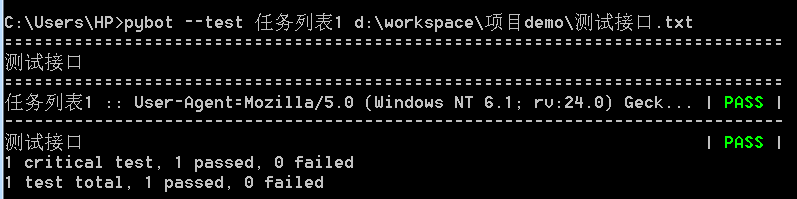 C:\Users\HP>pybot --test 任务列表1 d:\workspace\项目demo\测试接口.txt
==============================================================================
测试接口
==============================================================================
任务列表1 :: User-Agent=Mozilla/5.0 (Windows NT 6.1; rv:24.0) Geck... | PASS |
------------------------------------------------------------------------------
测试接口 | PASS |
1 critical test, 1 passed, 0 failed
1 test total, 1 passed, 0 failed